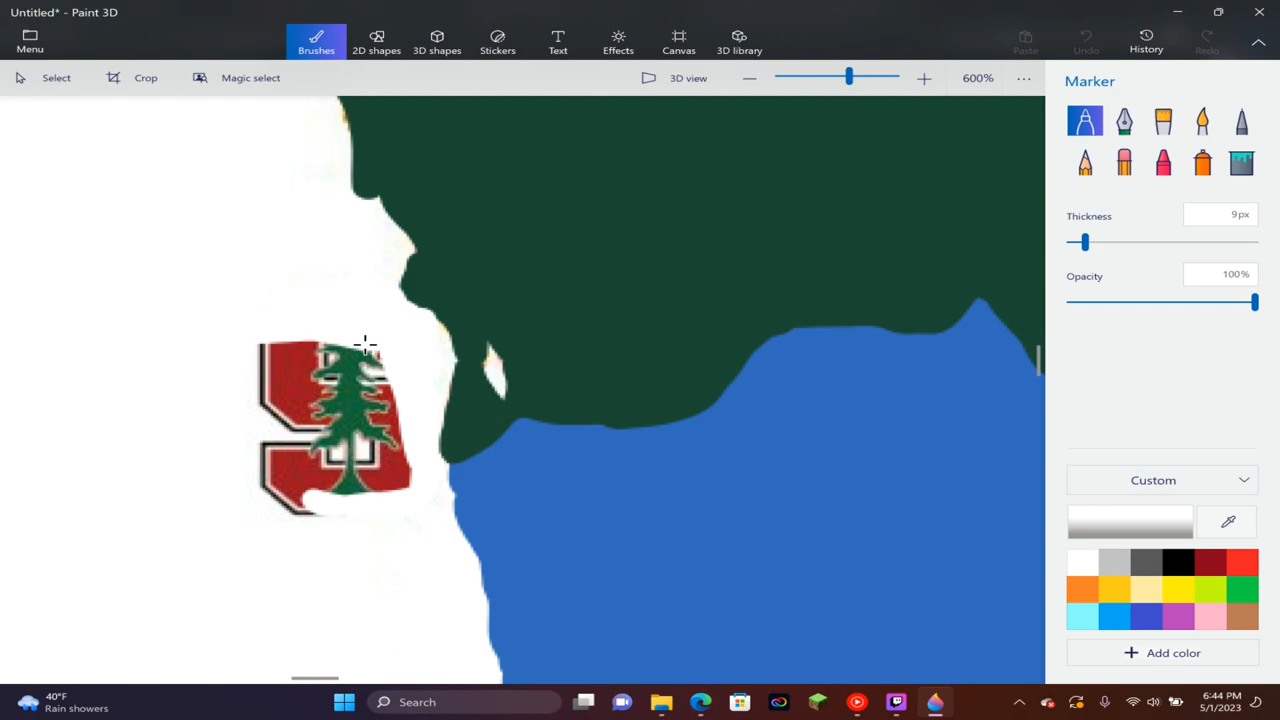 Untitled* - Paint 3D
Menu
Brushes
2D shapes
3D shapes
Stickers
Text
Effects
Canvas
3D library
Paste
Undo
History
Redo
Select
Crop
Magic select
3D view
600%
Marker
Thickness
9px
Opacity
100%
Custom
Add color
40°F
Rain showers
Search
6:44 PM
5/1/2023